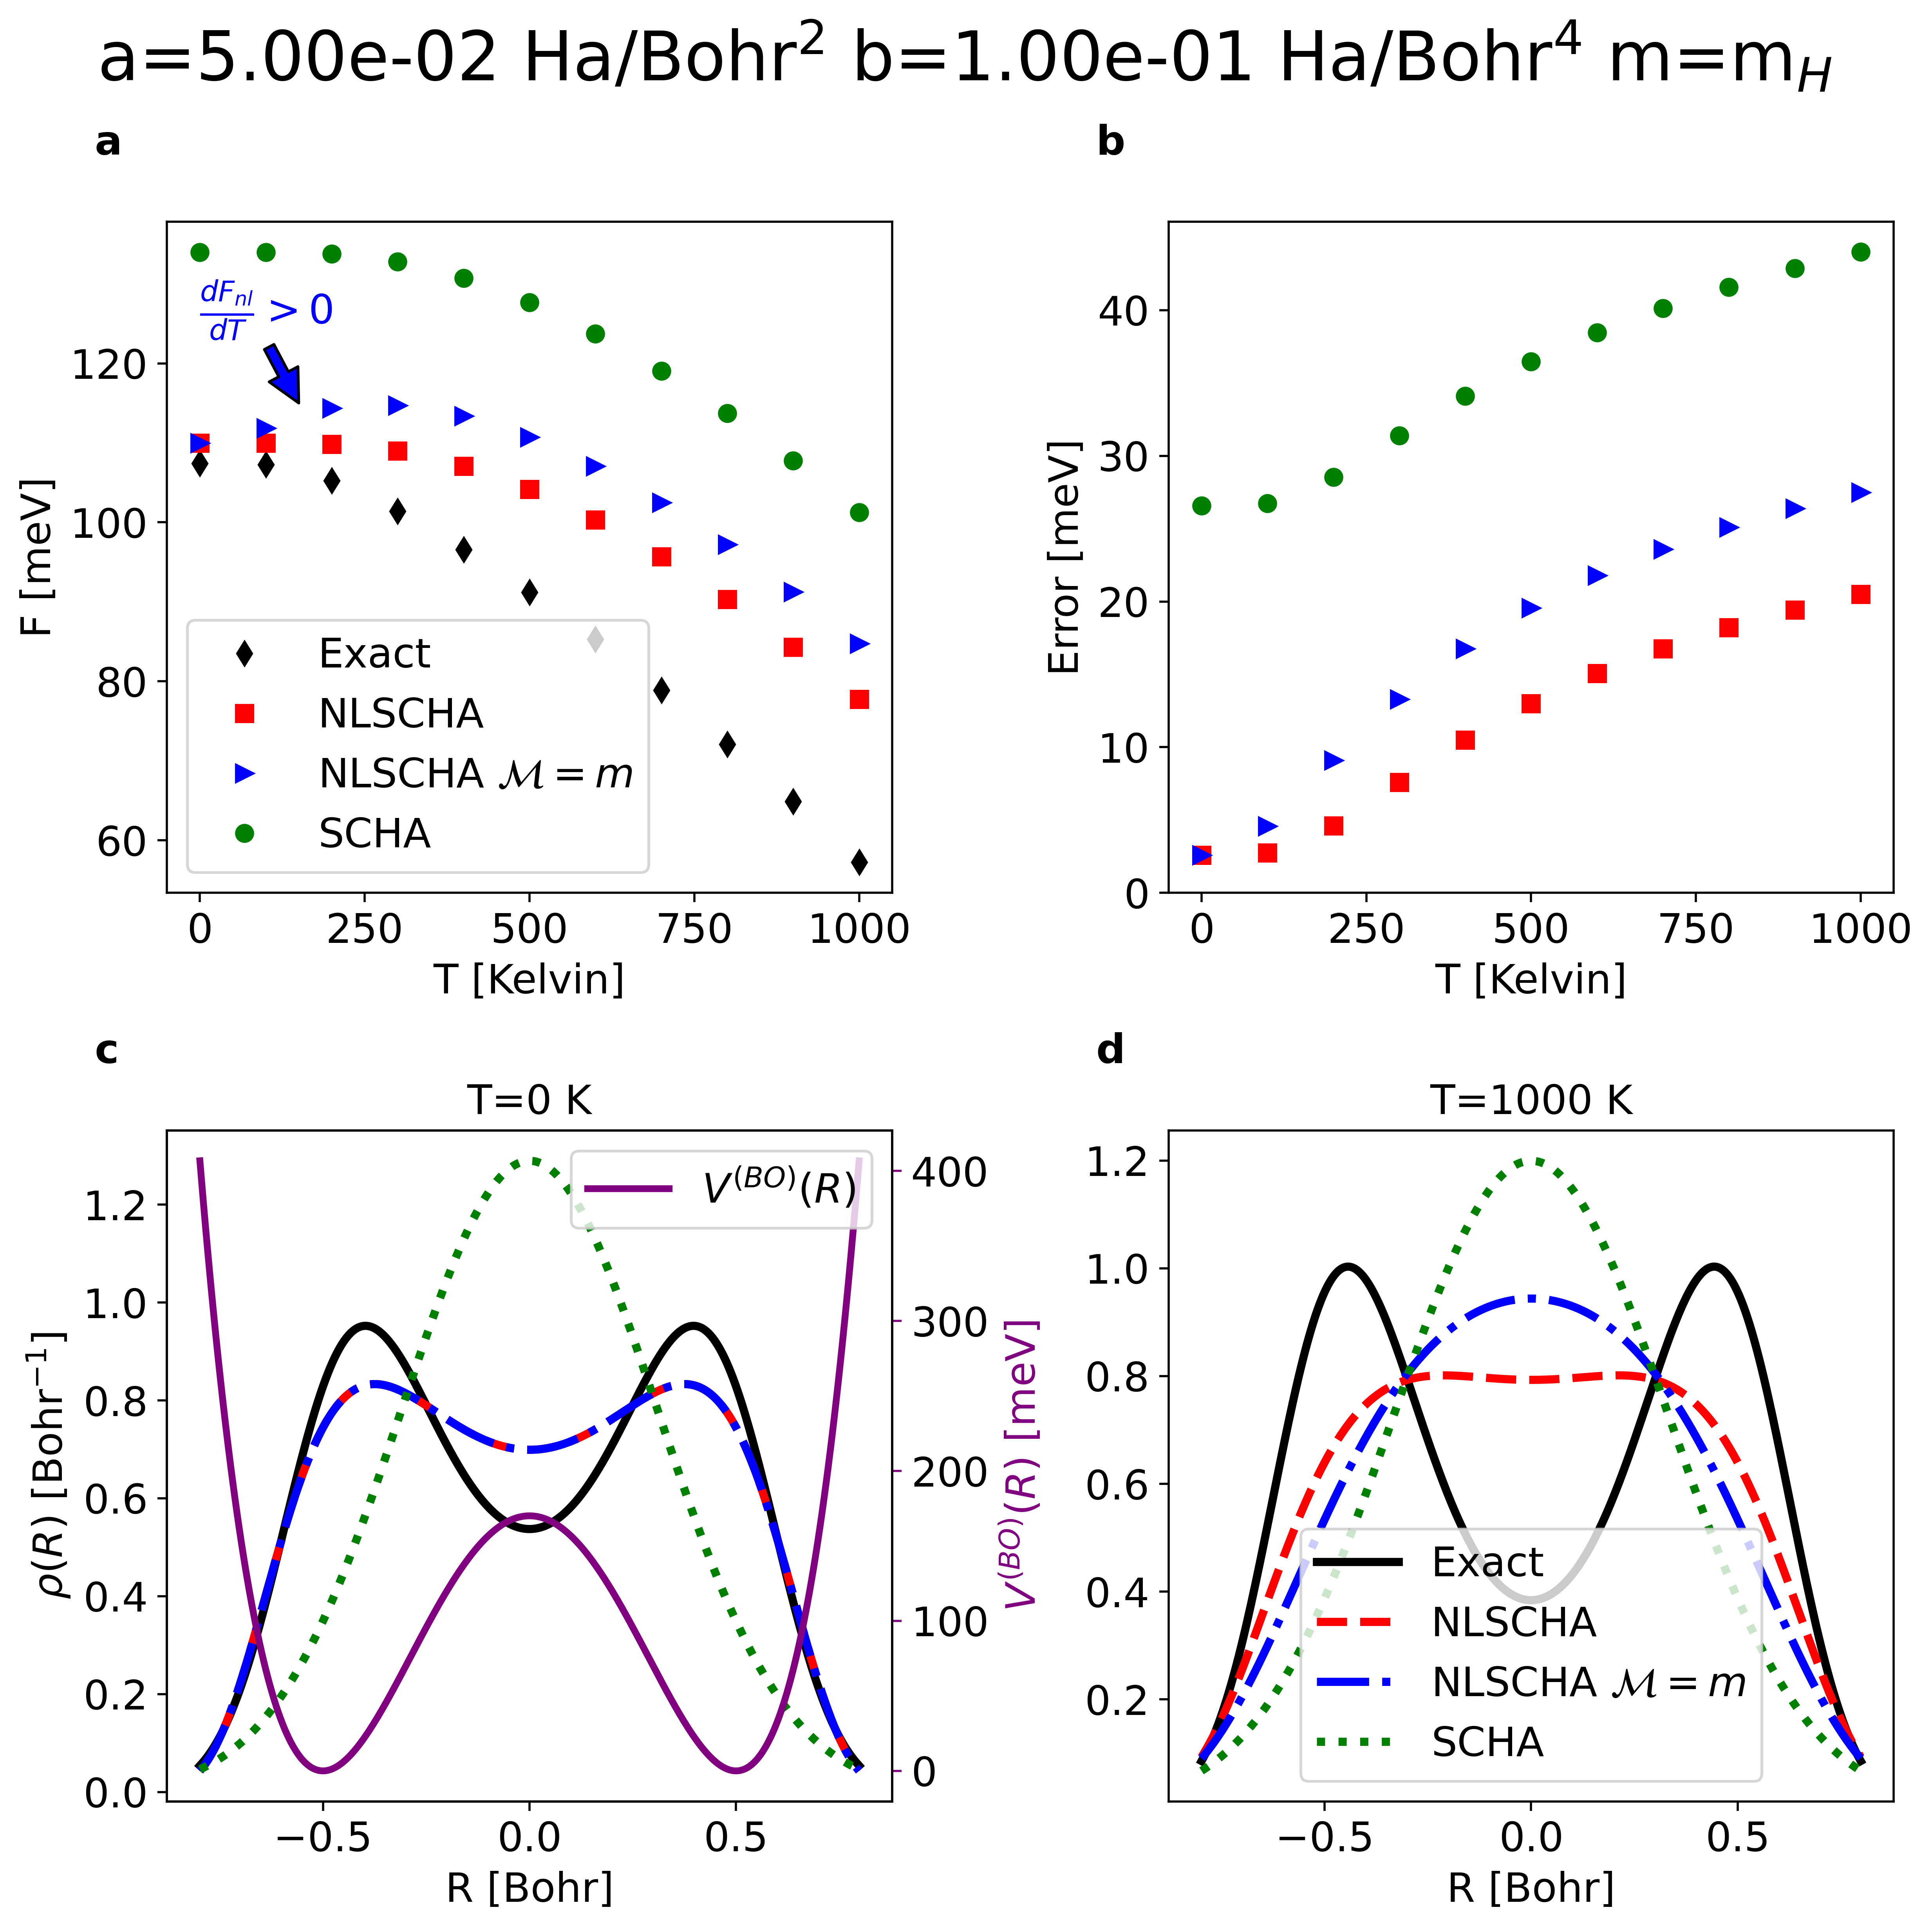 a=5.00e-02 Ha/Bohr² b=1.00e-01 Ha/Bohr⁴ m=m_H
a
dF_nl/dT > 0
F [meV]
120
100
80
60
Exact
NLSCHA
NLSCHA ℳ = m
SCHA
0 250 500 750 1000
T [Kelvin]
b
Error [meV]
40
30
20
10
0
0 250 500 750 1000
T [Kelvin]
c
T=0 K
ρ(R) [Bohr⁻¹]
1.2
1.0
0.8
0.6
0.4
0.2
0.0
V^(BO)(R)
400
300
200
100
0
V^(BO)(R) [meV]
−0.5 0.0 0.5
R [Bohr]
d
T=1000 K
1.2
1.0
0.8
0.6
0.4
0.2
Exact
NLSCHA
NLSCHA ℳ = m
SCHA
−0.5 0.0 0.5
R [Bohr]